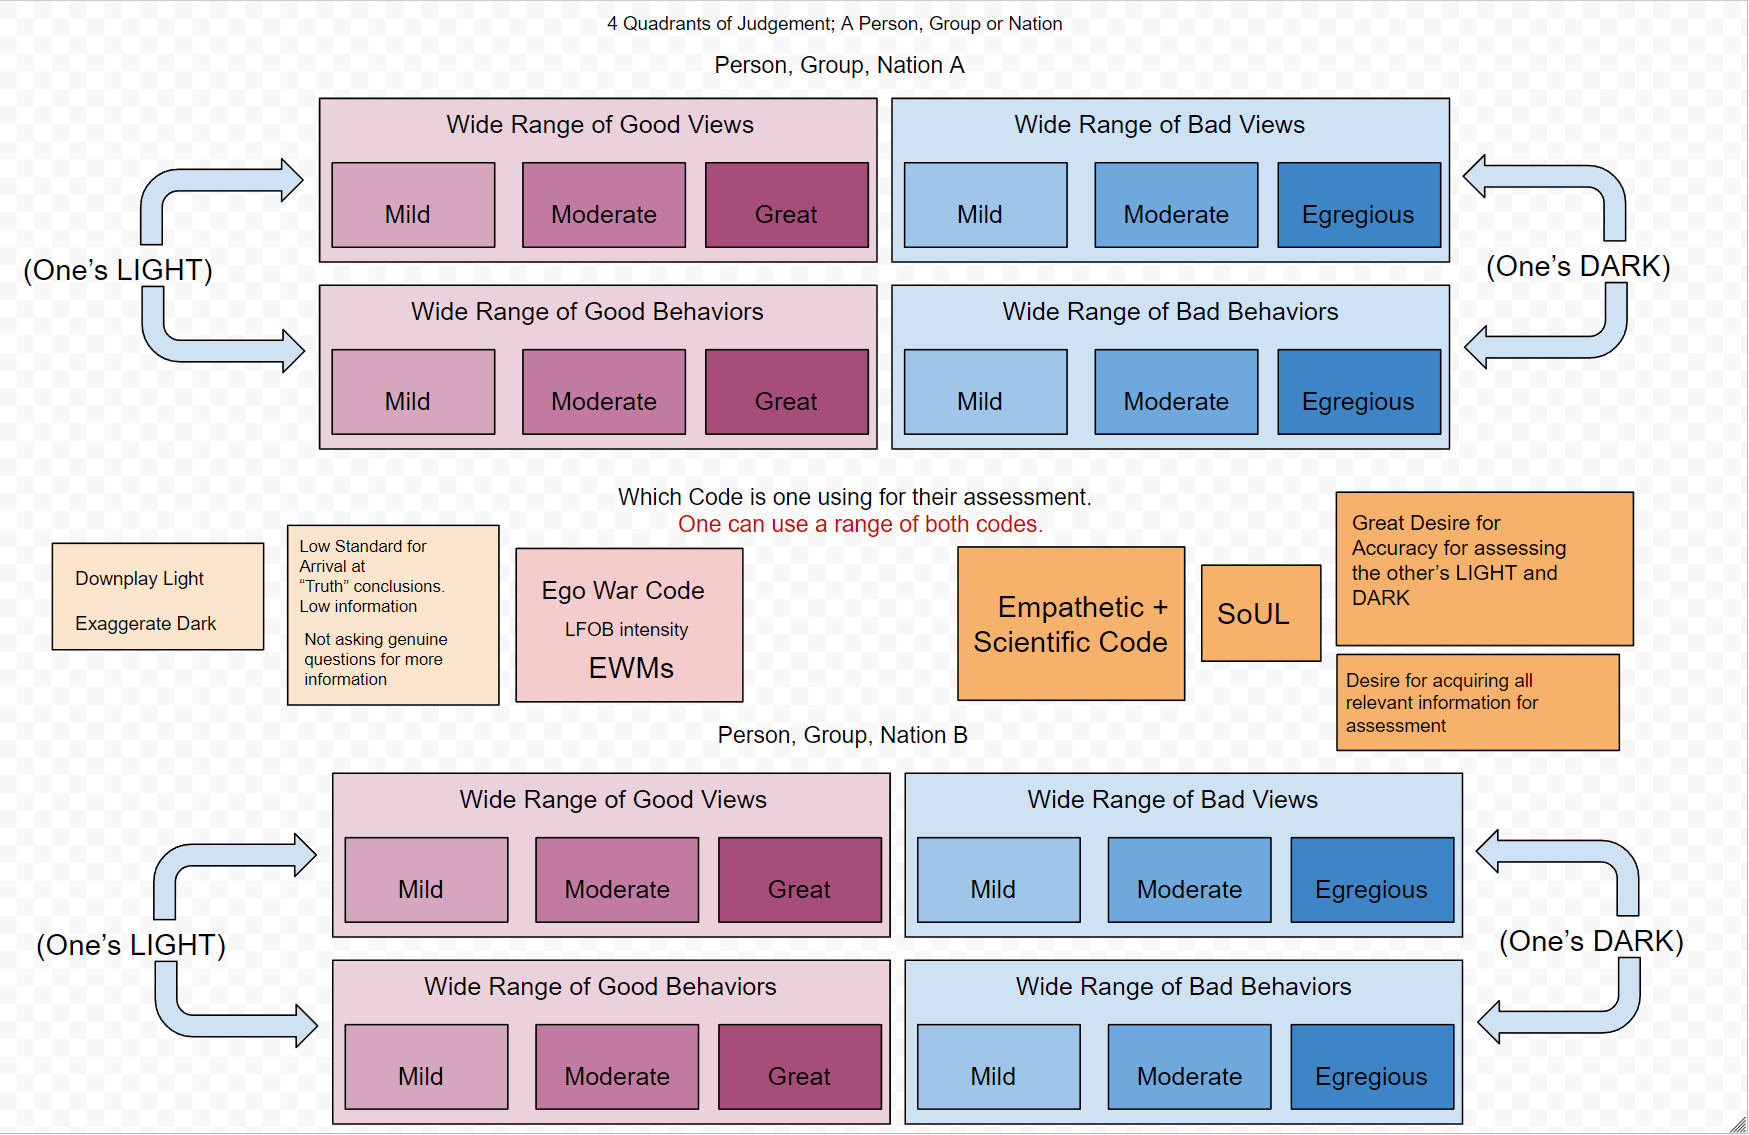 4 Quadrants of Judgement; A Person, Group or Nation
Person, Group, Nation A
Wide Range of Good Views
Mild
Moderate
Great
Wide Range of Bad Views
Mild
Moderate
Egregious
(One's LIGHT)
(One's DARK)
Wide Range of Good Behaviors
Mild
Moderate
Great
Wide Range of Bad Behaviors
Mild
Moderate
Egregious
Which Code is one using for their assessment.
One can use a range of both codes.
Downplay Light
Exaggerate Dark
Low Standard for
Arrival at
“Truth” conclusions.
Low information
Not asking genuine
questions for more
information
Ego War Code
LFOB intensity
EWMs
Empathetic +
Scientific Code
SoUL
Great Desire for
Accuracy for assessing
the other's LIGHT and
DARK
Desire for acquiring all
relevant information for
assessment
Person, Group, Nation B
Wide Range of Good Views
Mild
Moderate
Great
Wide Range of Bad Views
Mild
Moderate
Egregious
(One's LIGHT)
(One's DARK)
Wide Range of Good Behaviors
Mild
Moderate
Great
Wide Range of Bad Behaviors
Mild
Moderate
Egregious